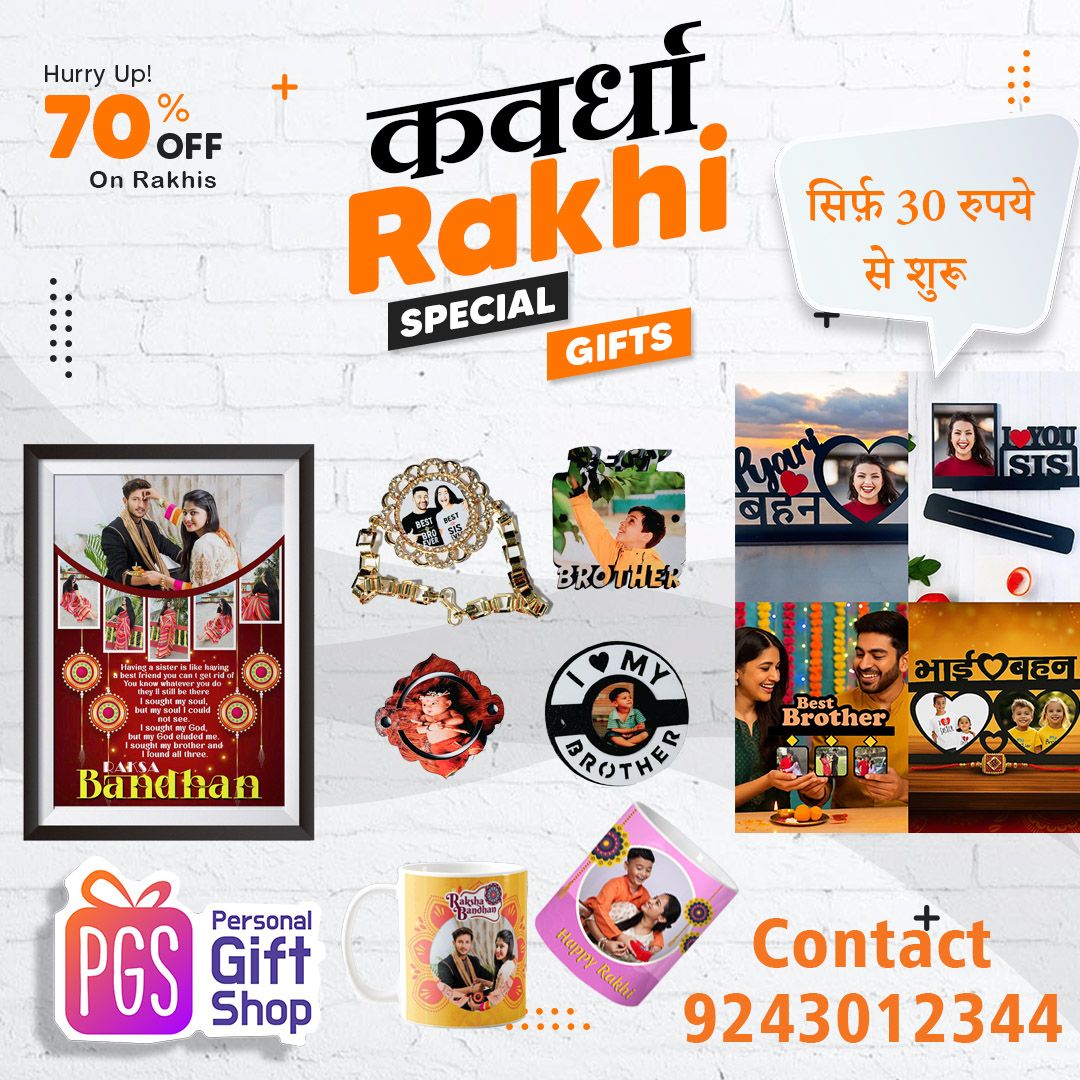 Hurry Up!
70% OFF
On Rakhis
कवर्धा
Rakhi
SPECIAL
GIFTS
सिर्फ़ 30 रुपये
से शुरू
Having a sister is like having
a best friend you can t get rid of
You know whatever you do
they ll still be there
I sought my soul,
but my soul I could
not see.
I sought my God,
but my God eluded me.
I sought my brother and
I found all three.
RAKSA
Bandhan
BEST
BRO
EVER
BEST
SIS
BROTHER
I ♥ MY
BROTHER
बहन
I ♥ YOU
SIS
Best
Brother
भाई ♡ बहन
PGS
Personal
Gift
Shop
Raksha
Bandhan
HAPPY Rakhi
Contact
9243012344